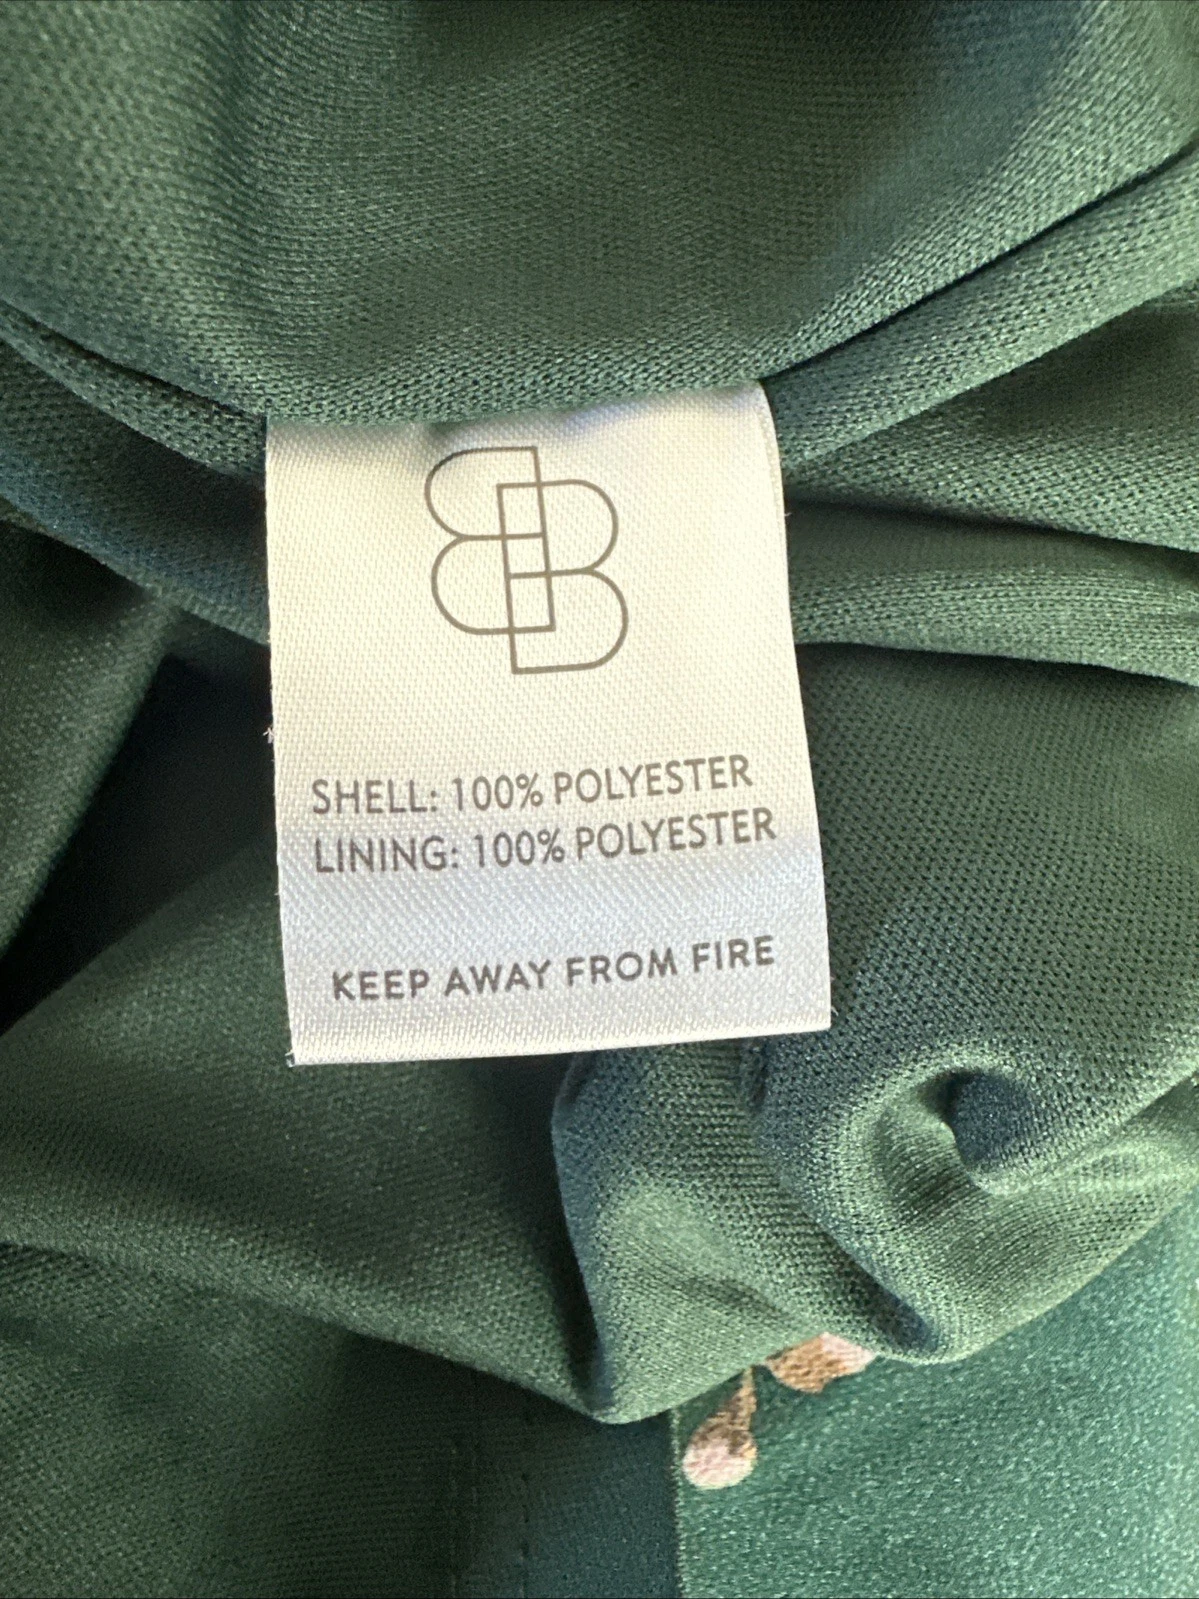 SHELL: 100% POLYESTER
LINING: 100% POLYESTER
KEEP AWAY FROM FIRE